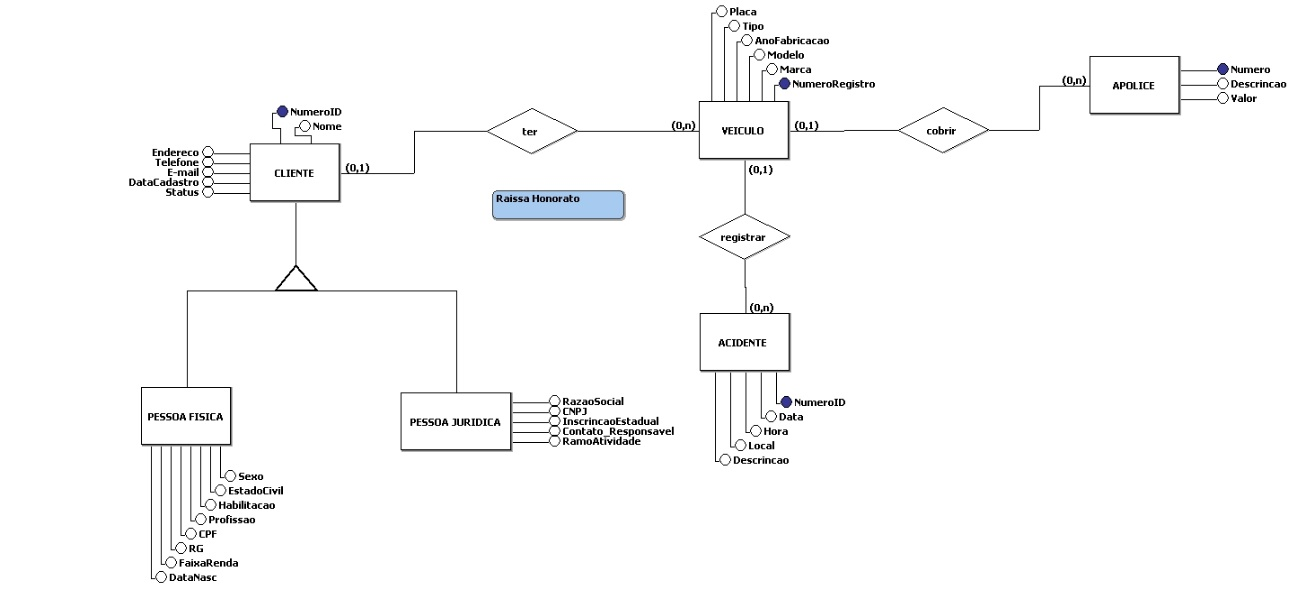 Placa
Tipo
AnoFabricacao
Modelo
Marca
NumeroRegistro
VEICULO
(0,n)
(0,1)
(0,1)
ter
cobrir
(0,n)
APOLICE
Numero
Descrincao
Valor
NumeroID
Nome
Endereco
Telefone
E-mail
DataCadastro
Status
CLIENTE
(0,1)
Raissa Honorato
registrar
(0,n)
ACIDENTE
NumeroID
Data
Hora
Local
Descrincao
PESSOA FISICA
Sexo
EstadoCivil
Habilitacao
Profissao
CPF
RG
FaixaRenda
DataNasc
PESSOA JURIDICA
RazaoSocial
CNPJ
InscrincaoEstadual
Contato_Responsavel
RamoAtividade